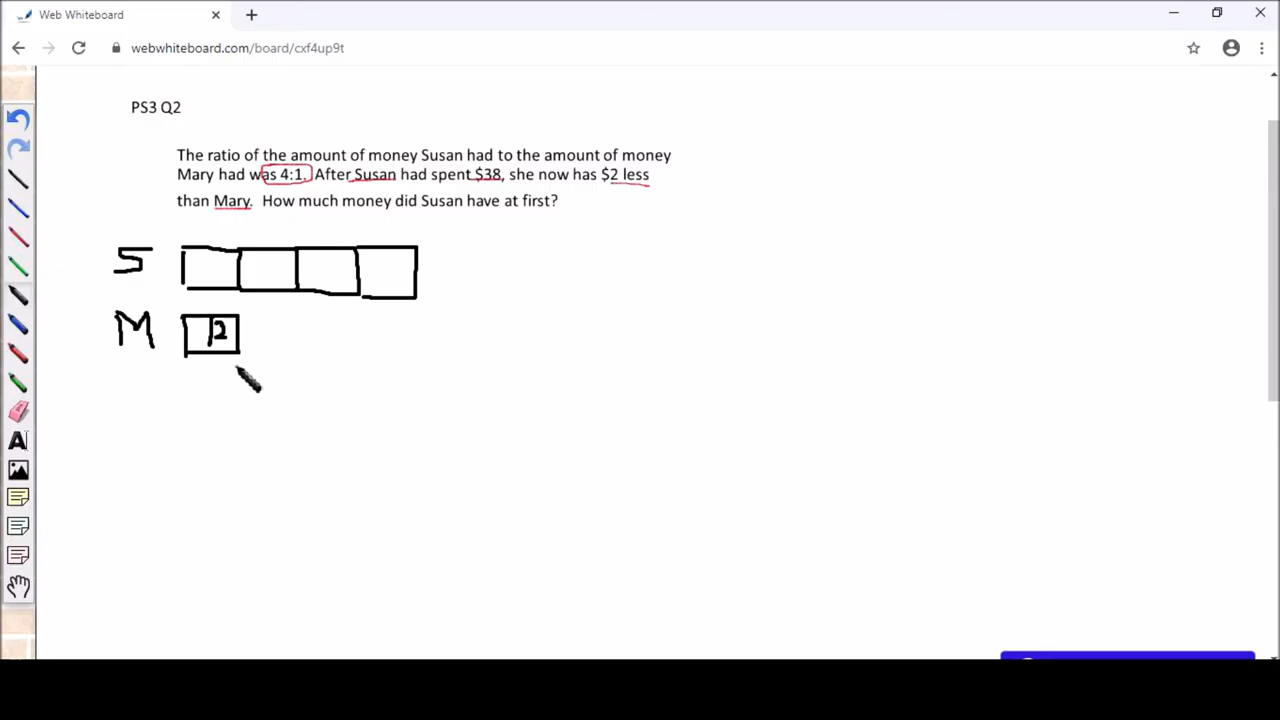 Web Whiteboard
webwhiteboard.com/board/cxf4up9t
PS3 Q2
The ratio of the amount of money Susan had to the amount of money
Mary had was 4:1. After Susan had spent $38, she now has $2 less
than Mary. How much money did Susan have at first?
S
M 2
A